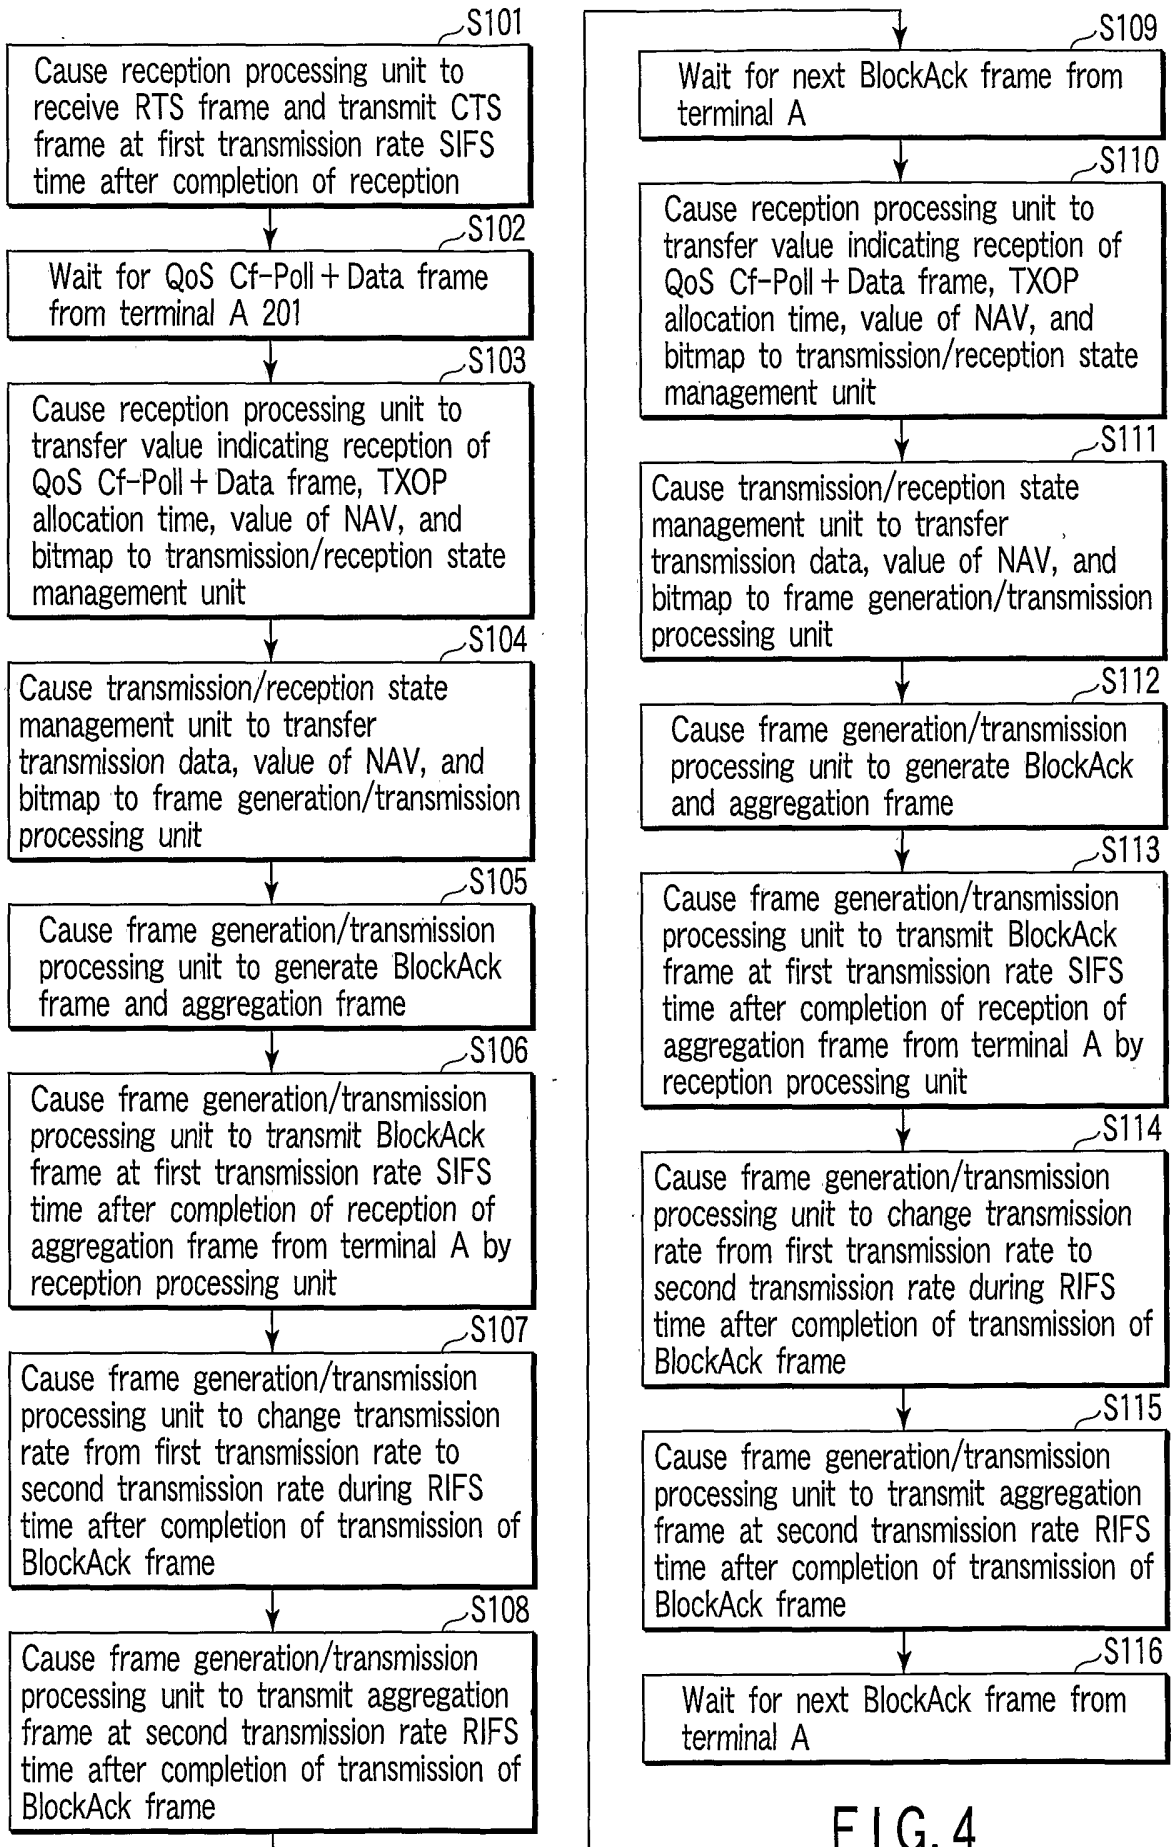 S101
Cause reception processing unit to
receive RTS frame and transmit CTS
frame at first transmission rate SIFS
time after completion of reception
S102
Wait for QoS Cf-Poll + Data frame
from terminal A 201
S103
Cause reception processing unit to
transfer value indicating reception of
QoS Cf-Poll + Data frame, TXOP
allocation time, value of NAV, and
bitmap to transmission/reception state
management unit
S104
Cause transmission/reception state
management unit to transfer
transmission data, value of NAV, and
bitmap to frame generation/transmission
processing unit
S105
Cause frame generation/transmission
processing unit to generate BlockAck
frame and aggregation frame
S106
Cause frame generation/transmission
processing unit to transmit BlockAck
frame at first transmission rate SIFS
time after completion of reception of
aggregation frame from terminal A by
reception processing unit
S107
Cause frame generation/transmission
processing unit to change transmission
rate from first transmission rate to
second transmission rate during RIFS
time after completion of transmission of
BlockAck frame
S108
Cause frame generation/transmission
processing unit to transmit aggregation
frame at second transmission rate RIFS
time after completion of transmission of
BlockAck frame
S109
Wait for next BlockAck frame from
terminal A
S110
Cause reception processing unit to
transfer value indicating reception of
QoS Cf-Poll + Data frame, TXOP
allocation time, value of NAV, and
bitmap to transmission/reception state
management unit
S111
Cause transmission/reception state
management unit to transfer
transmission data, value of NAV, and
bitmap to frame generation/transmission
processing unit
S112
Cause frame generation/transmission
processing unit to generate BlockAck
and aggregation frame
S113
Cause frame generation/transmission
processing unit to transmit BlockAck
frame at first transmission rate SIFS
time after completion of reception of
aggregation frame from terminal A by
reception processing unit
S114
Cause frame generation/transmission
processing unit to change transmission
rate from first transmission rate to
second transmission rate during RIFS
time after completion of transmission of
BlockAck frame
S115
Cause frame generation/transmission
processing unit to transmit aggregation
frame at second transmission rate RIFS
time after completion of transmission of
BlockAck frame
S116
Wait for next BlockAck frame from
terminal A
FIG. 4